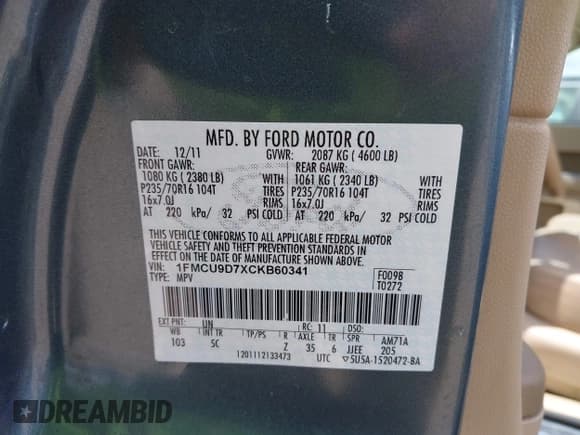 MFD. BY FORD MOTOR CO.
DATE: 12/11 GVWR: 2087 KG ( 4600 LB)
FRONT GAWR: REAR GAWR:
1080 KG ( 2380 LB) WITH 1061 KG ( 2340 LB) WITH
P235/70R16 104T TIRES P235/70R16 104T TIRES
16x7.0J RIMS 16x7.0J RIMS
AT 220 kPa/ 32 PSI COLD AT 220 kPa/ 32 PSI COLD
THIS VEHICLE CONFORMS TO ALL APPLICABLE FEDERAL MOTOR
VEHICLE SAFETY AND THEFT PREVENTION STANDARDS IN
EFFECT ON THE DATE OF MANUFACTURE SHOWN ABOVE.
VIN: 1FMCU9D7XCKB60341 F0098
TYPE: MPV T0272
EXT PNT: UN RC: 11 DSO:
WB INT TR TP/PS R AXLE TR SPR AM71A
103 5C Z 35 6 JJEE 205
1201112133473 UTC 5U5A-1520472-BA
DREAMBID